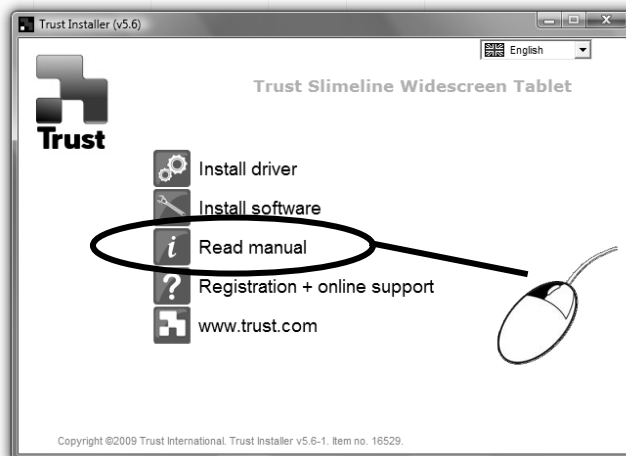 Trust Installer (v5.6)
English
Trust Slimeline Widescreen Tablet
Trust
Install driver
Install software
Read manual
Registration + online support
www.trust.com
Copyright ©2009 Trust International. Trust Installer v5.6-1. Item no. 16529.